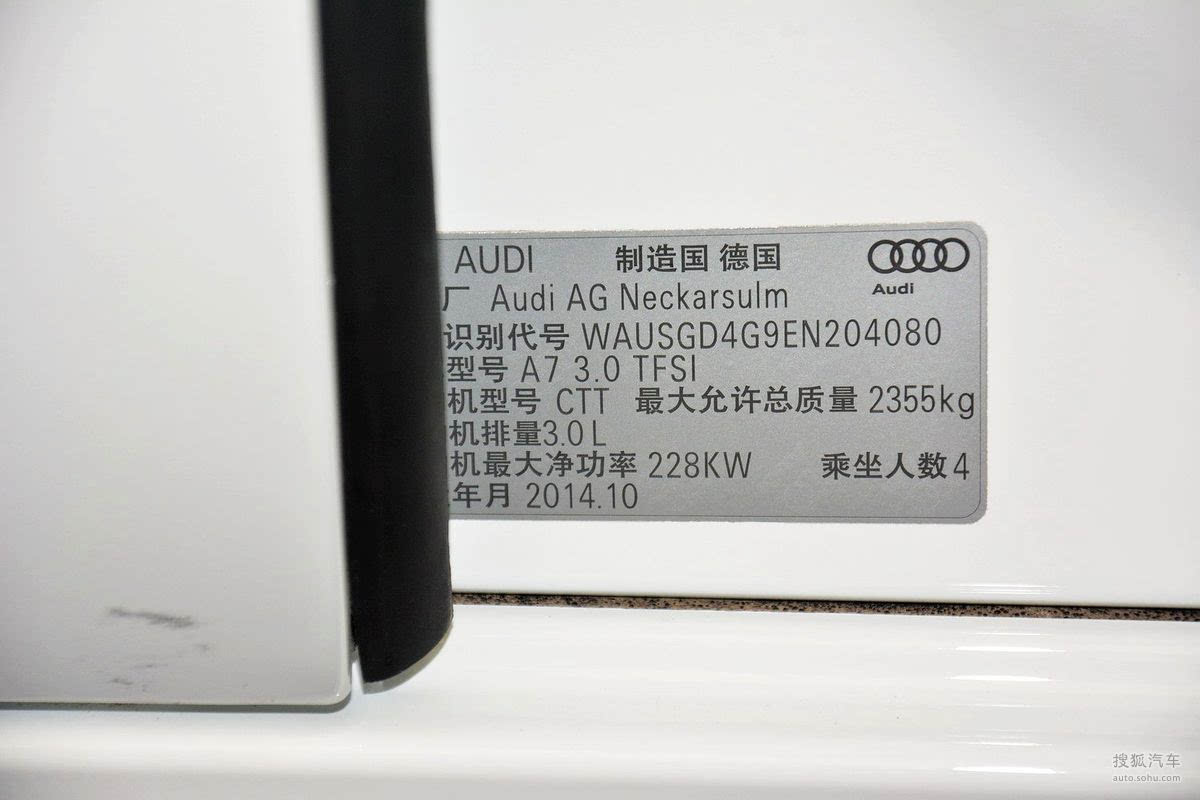 AUDI 制造国 德国
Audi
厂 Audi AG Neckarsulm
识别代号 WAUSGD4G9EN204080
型号 A7 3.0 TFSI
机型号 CTT 最大允许总质量 2355kg
机排量3.0L
机最大净功率 228KW 乘坐人数4
年月 2014.10
搜狐汽车
auto.sohu.com